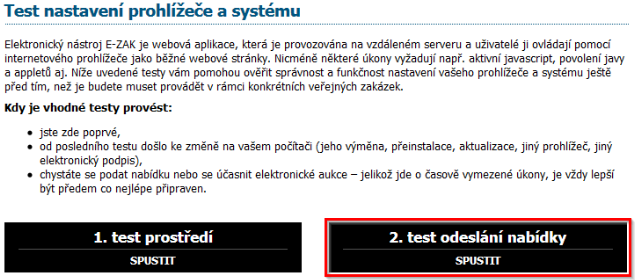 Test nastavení prohlížeče a systému
Elektronický nástroj E-ZAK je webová aplikace, která je provozována na vzdáleném serveru a uživatelé ji ovládají pomocí
internetového prohlížeče jako běžné webové stránky. Nicméně některé úkony vyžadují např. aktivní javascript, povolení javy
a appletů aj. Níže uvedené testy vám pomohou ověřit správnost a funkčnost nastavení vašeho prohlížeče a systému ještě
před tím, než je budete muset provádět v rámci konkrétních veřejných zakázek.
Kdy je vhodné testy provést:
• jste zde poprvé,
• od posledního testu došlo ke změně na vašem počítači (jeho výměna, přeinstalace, aktualizace, jiný prohlížeč, jiný
elektronický podpis),
• chystáte se podat nabídku nebo se účasnit elektronické aukce – jelikož jde o časově vymezené úkony, je vždy lepší
být předem co nejlépe připraven.
1. test prostředí
SPUSTIT
2. test odeslání nabídky
SPUSTIT